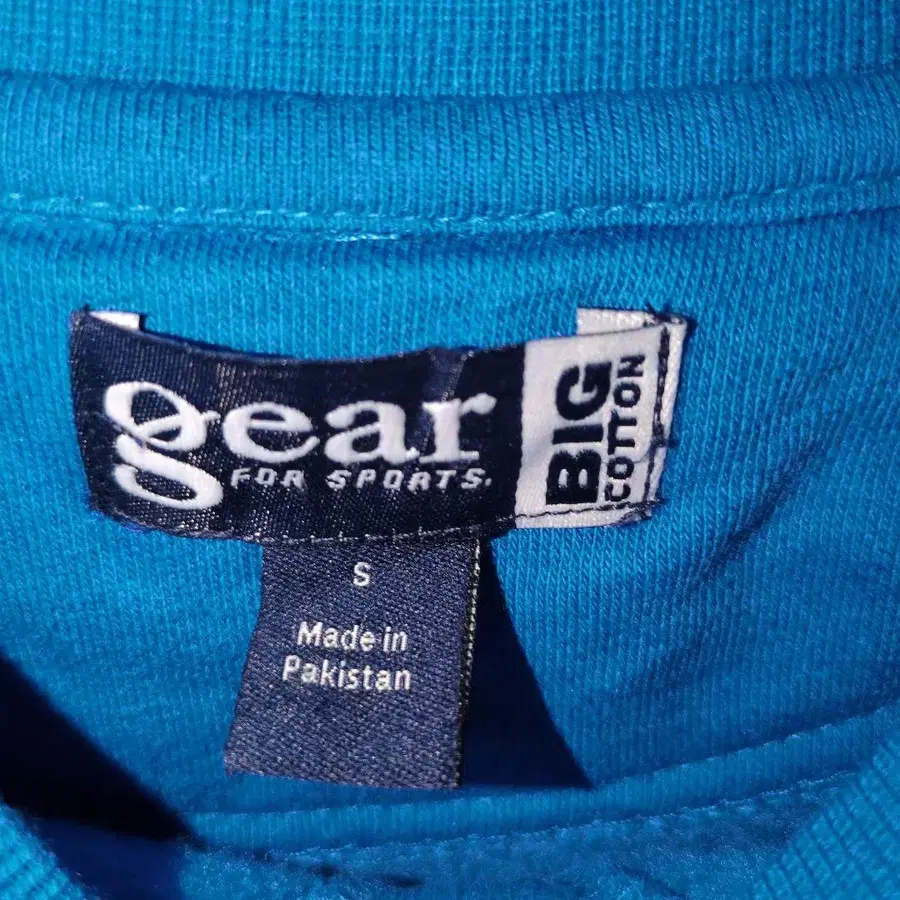 gear
FOR SPORTS.
BIG
COTTON
S
Made in
Pakistan